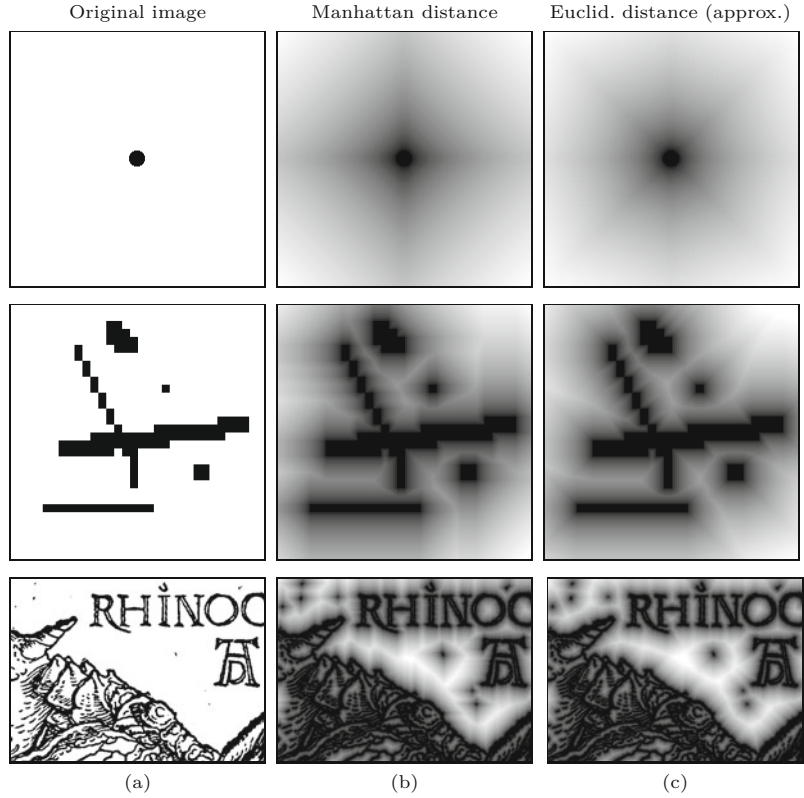 Original image Manhattan distance Euclid. distance (approx.)
RHINOC RHINOC RHINOC
(a) (b) (c)